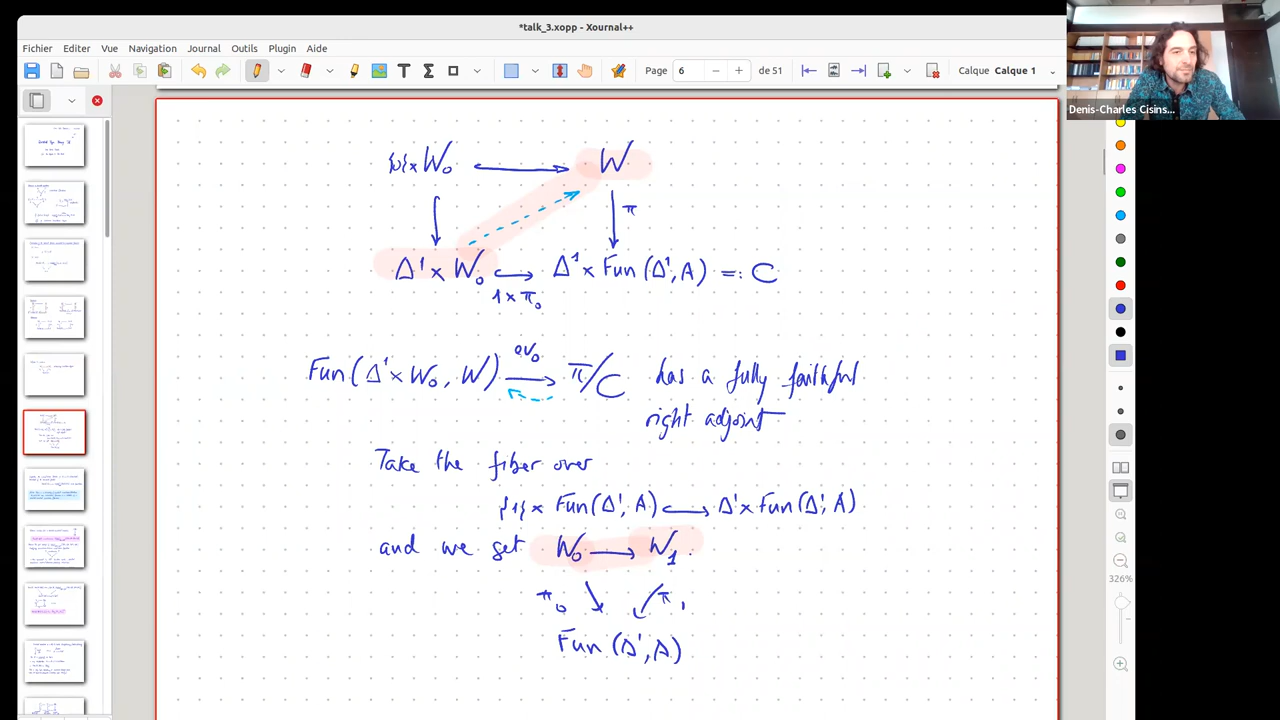 *talk_3.xopp - Xournal++
Fichier Editer Vue Navigation Journal Outils Plugin Aide
Page 6 de 51 Calque Calque 1
Denis-Charles Cisins...
{0}×W₀ ⟶ W
π
Δ¹ × W₀ ⟶ Δ¹ × Fun(Δ¹, A) =: C
1 × π₀
ev₀
Fun(Δ¹ × W₀, W) ⟶ π/C has a fully faithful
right adjoint
Take the fiber over
{1} × Fun(Δ¹, A) ⟶ Δ¹ × Fun(Δ¹, A)
and we get W₀ ⟶ W₁.
π₀ π₁
Fun(Δ¹, A)
326%